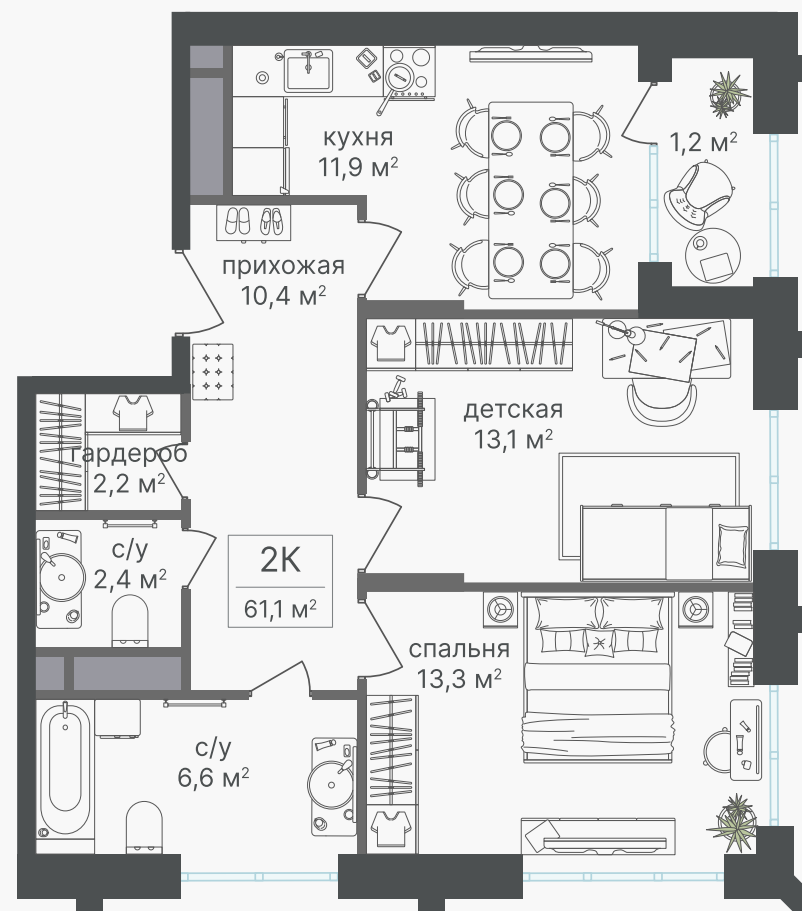 кухня
11,9 м²
1,2 м²
прихожая
10,4 м²
детская
13,1 м²
гардероб
2,2 м²
с/у
2,4 м²
2К
61,1 м²
спальня
13,3 м²
с/у
6,6 м²